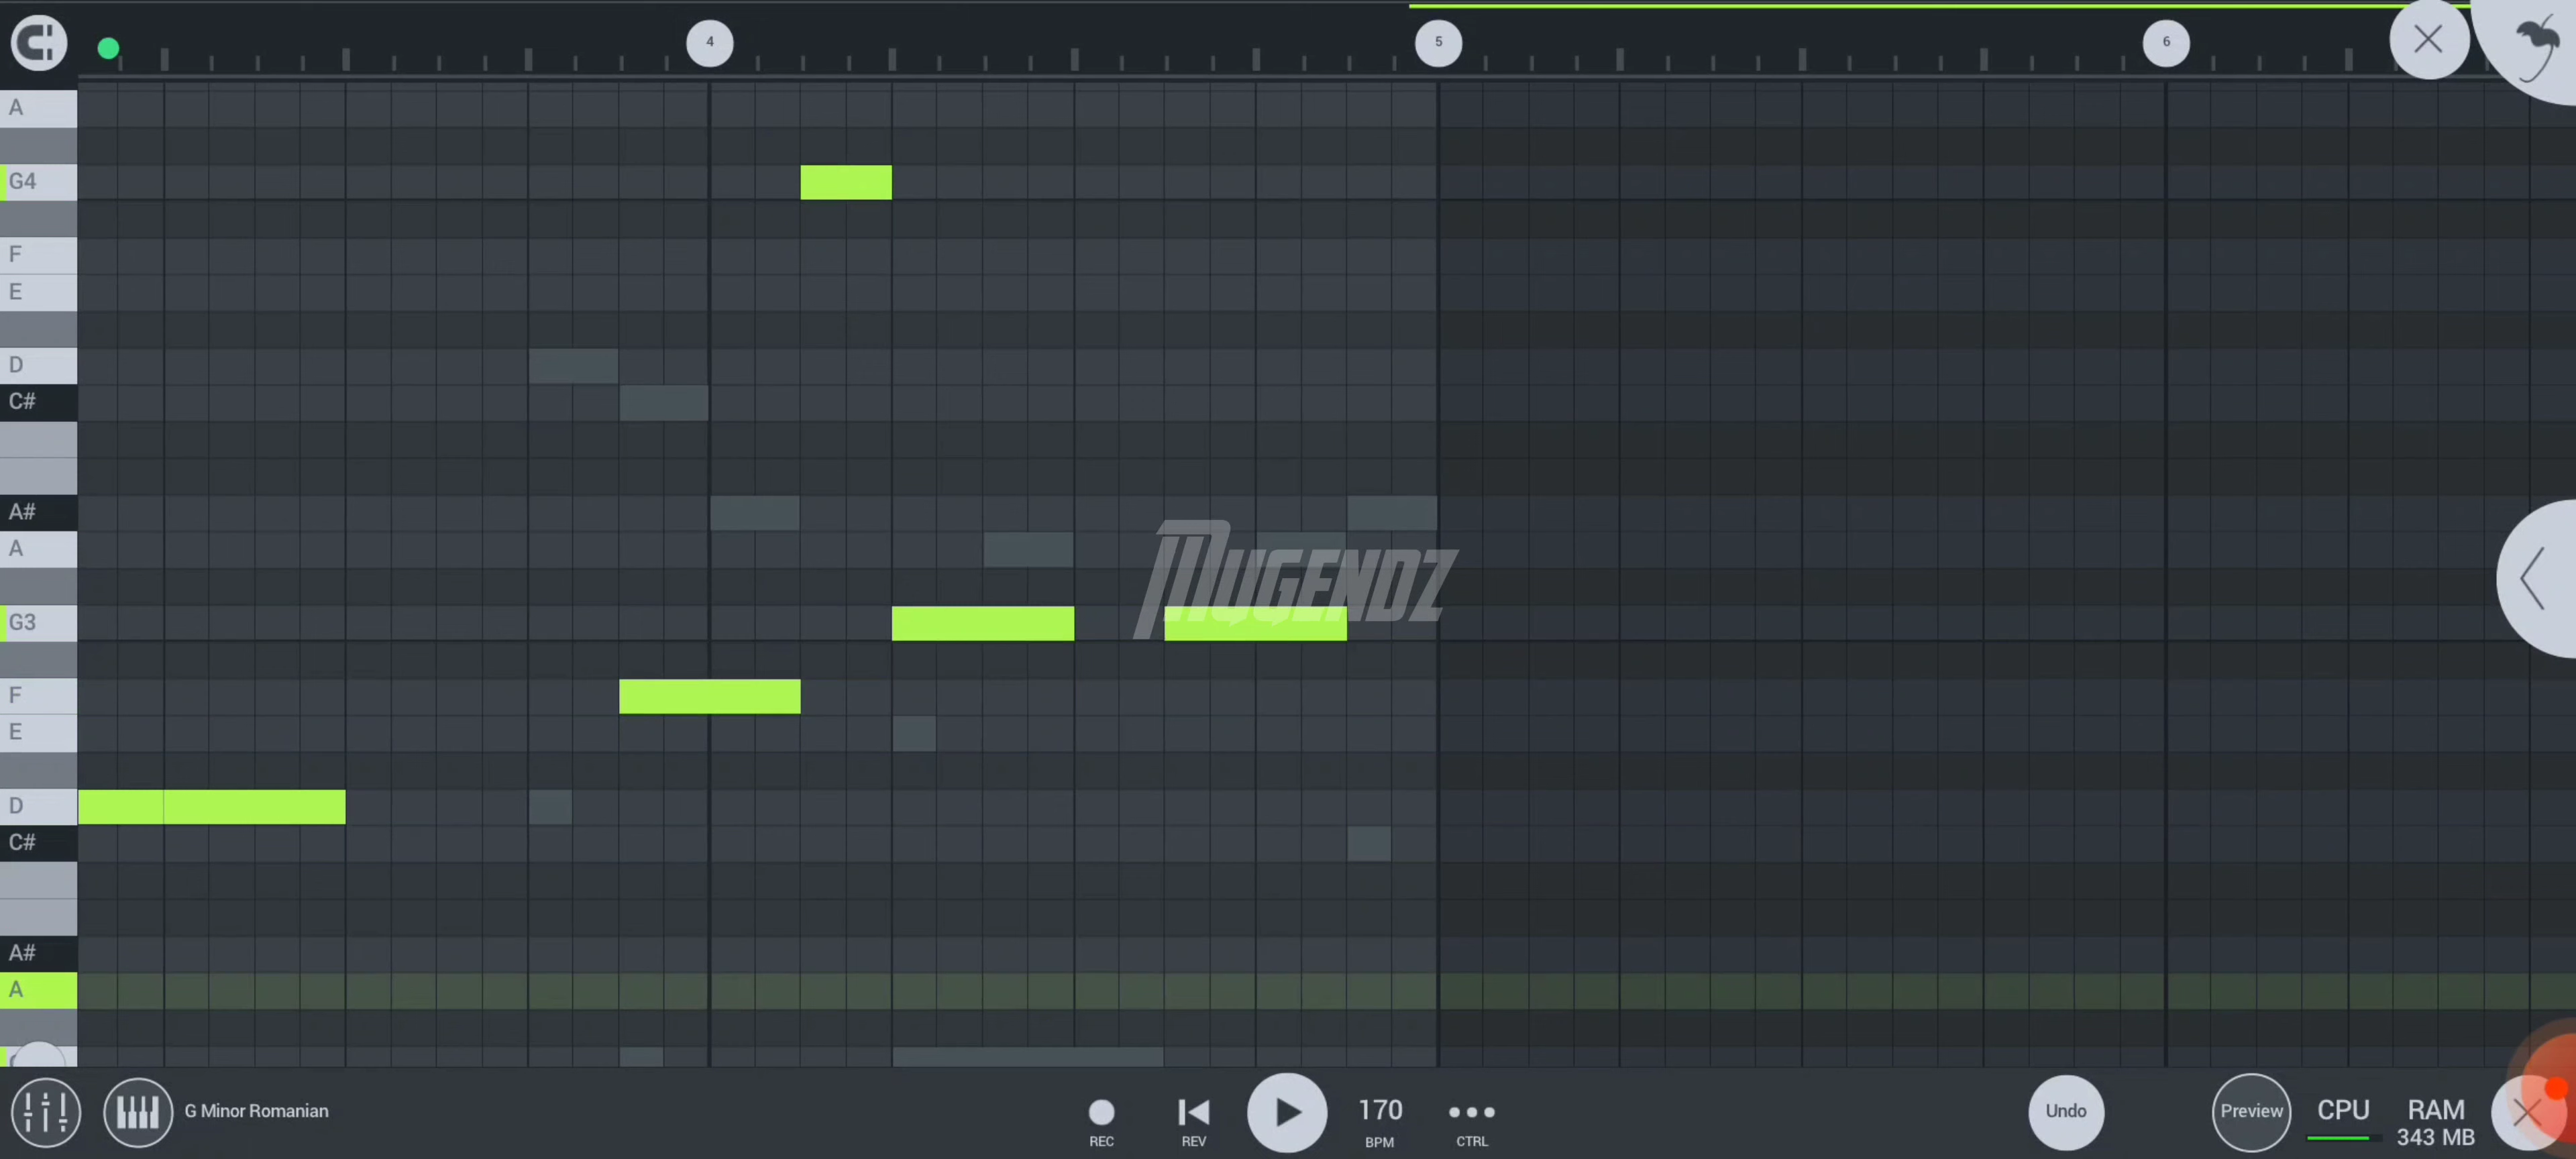 4
5
6
A
G4
F
E
D
C#
A#
A
G3
F
E
D
C#
A#
A
MUGENDZ
G Minor Romanian
REC
REV
170
BPM
CTRL
Undo
Preview
CPU
RAM
343 MB